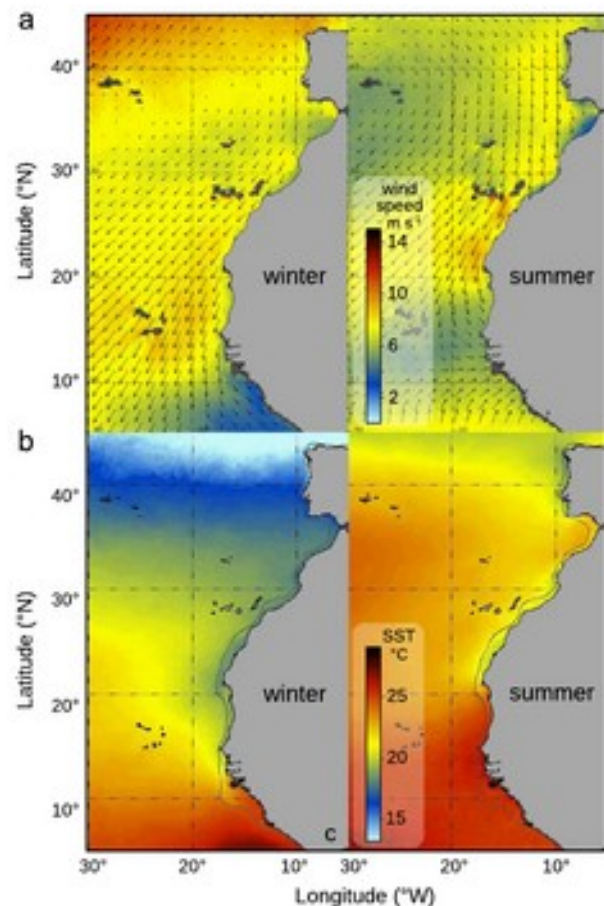 a
40°
30°
20°
10°
Latitude (°N)
winter
wind
speed
m s⁻¹
14
10
6
2
summer
b
40°
30°
20°
10°
Latitude (°N)
winter
c
SST
°C
25
20
15
summer
30° 20° 10° 30° 20° 10°
Longitude (°W)